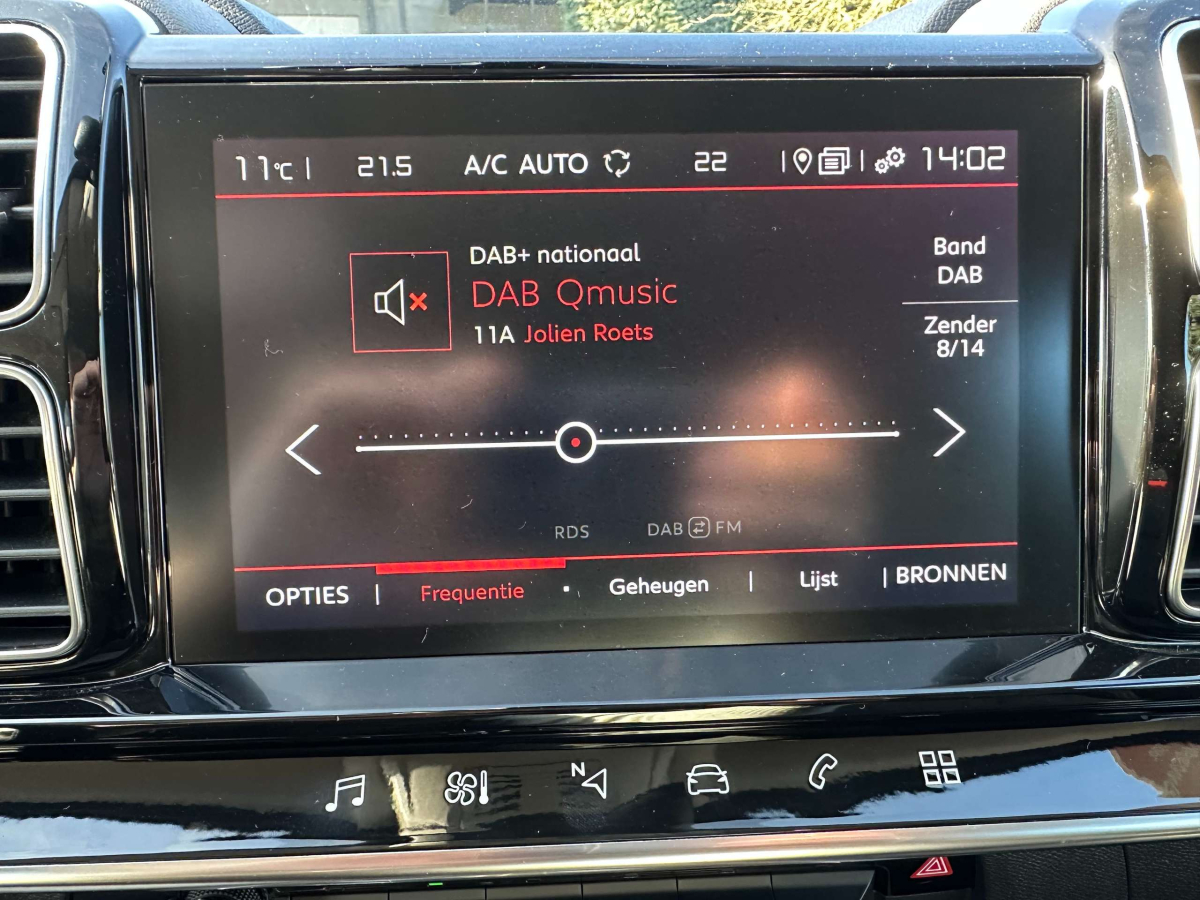 11°C | 21.5 A/C AUTO 22 | | 14:02
DAB+ nationaal
DAB Qmusic
11A Jolien Roets
Band
DAB
Zender
8/14
RDS DAB FM
OPTIES | Frequentie · Geheugen | Lijst | BRONNEN
N